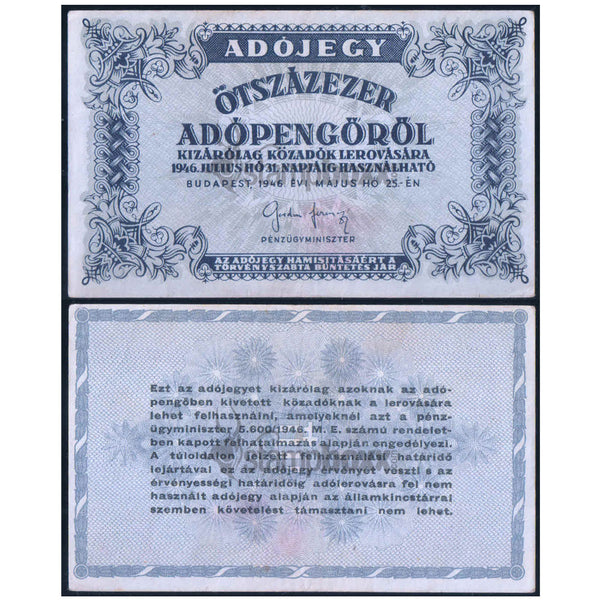 ADÓJEGY
ÖTSZÁZEZER
ADÓPENGŐRŐL
KIZÁRÓLAG KÖZADÓK LEROVÁSÁRA
1946. JULIUS HÓ 31. NAPJÁIG HASZNÁLHATÓ
BUDAPEST, 1946. ÉVI MÁJUS HÓ 25.-ÉN
PÉNZÜGYMINISZTER
AZ ADÓJEGY HAMISÍTÁSÁÉRT A
TÖRVÉNYSZABTA BÜNTETÉS JÁR
Ezt az adójegyet kizárólag azoknak az adó-
pengőben kivetett közadóknak a lerovására
lehet felhasználni, amelyeknél azt a pénz-
ügyminiszter 5.600/1946. M. E. számú rendelet-
ben kapott felhatalmazás alapján engedélyezi.
A túloldalon jelzett felhasználási határidő
lejártával ez az adójegy érvényét veszti s az
érvényességi határidőig adólerovásra fel nem
használt adójegy alapján az államkincstárral
szemben követelést támasztani nem lehet.